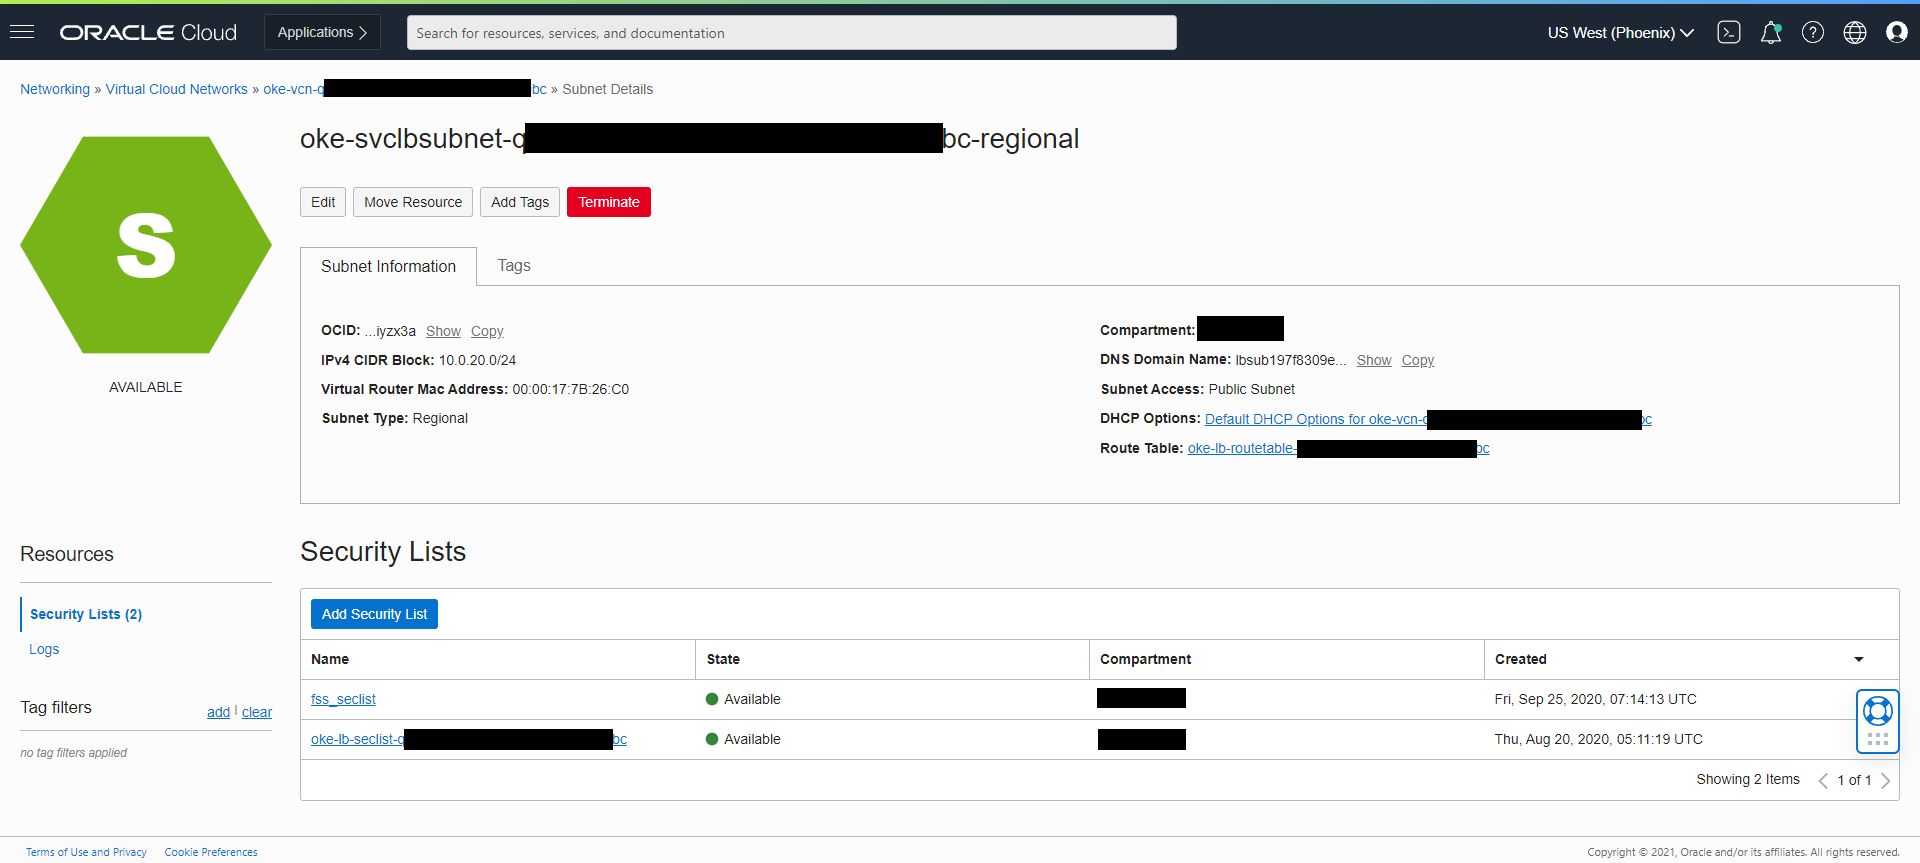 ORACLE Cloud Applications Search for resources, services, and documentation US West (Phoenix)
Networking » Virtual Cloud Networks » oke-vcn-q bc » Subnet Details
oke-svclbsubnet-q bc-regional
Edit Move Resource Add Tags Terminate
S
AVAILABLE
Subnet Information Tags
OCID: ...iyzx3a Show Copy
IPv4 CIDR Block: 10.0.20.0/24
Virtual Router Mac Address: 00:00:17:7B:26:C0
Subnet Type: Regional
Compartment:
DNS Domain Name: lbsub197f8309e... Show Copy
Subnet Access: Public Subnet
DHCP Options: Default DHCP Options for oke-vcn- bc
Route Table: oke-lb-routetable- bc
Resources
Security Lists (2)
Logs
Tag filters add | clear
no tag filters applied
Security Lists
Add Security List
Name State Compartment Created
fss_seclist Available Fri, Sep 25, 2020, 07:14:13 UTC
oke-lb-seclist-q bc Available Thu, Aug 20, 2020, 05:11:19 UTC
Showing 2 Items 1 of 1
Terms of Use and Privacy Cookie Preferences Copyright © 2021, Oracle and/or its affiliates. All rights reserved.